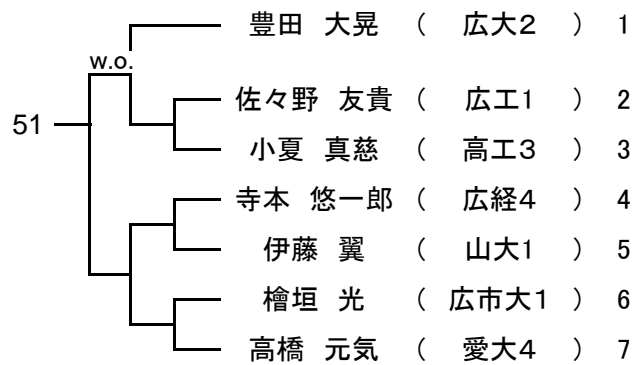 豊田 大晃 ( 広大2 ) 1
w.o.
佐々野 友貴 ( 広工1 ) 2
51
小夏 真慈 ( 高工3 ) 3
寺本 悠一郎 ( 広経4 ) 4
伊藤 翼 ( 山大1 ) 5
檜垣 光 ( 広市大1 ) 6
高橋 元気 ( 愛大4 ) 7